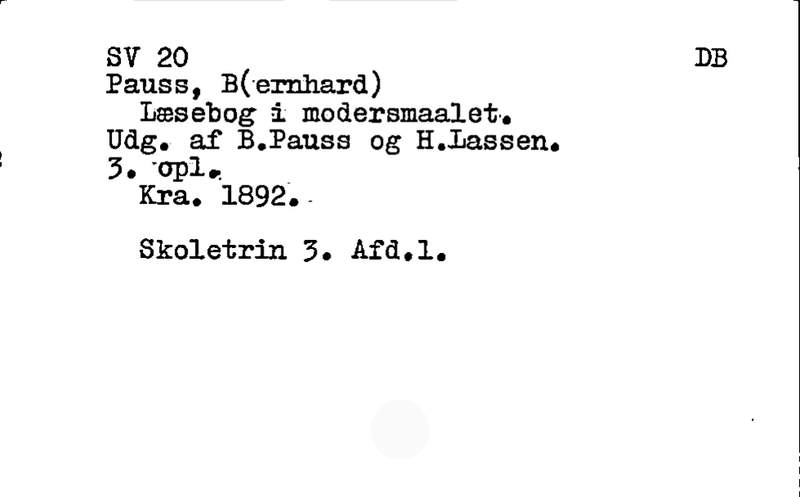 SV 20 DB
Pauss, B(ernhard)
Læsebog i modersmaalet.
Udg. af B.Pauss og H.Lassen.
3. opl.
Kra. 1892.
Skoletrin 3. Afd.1.